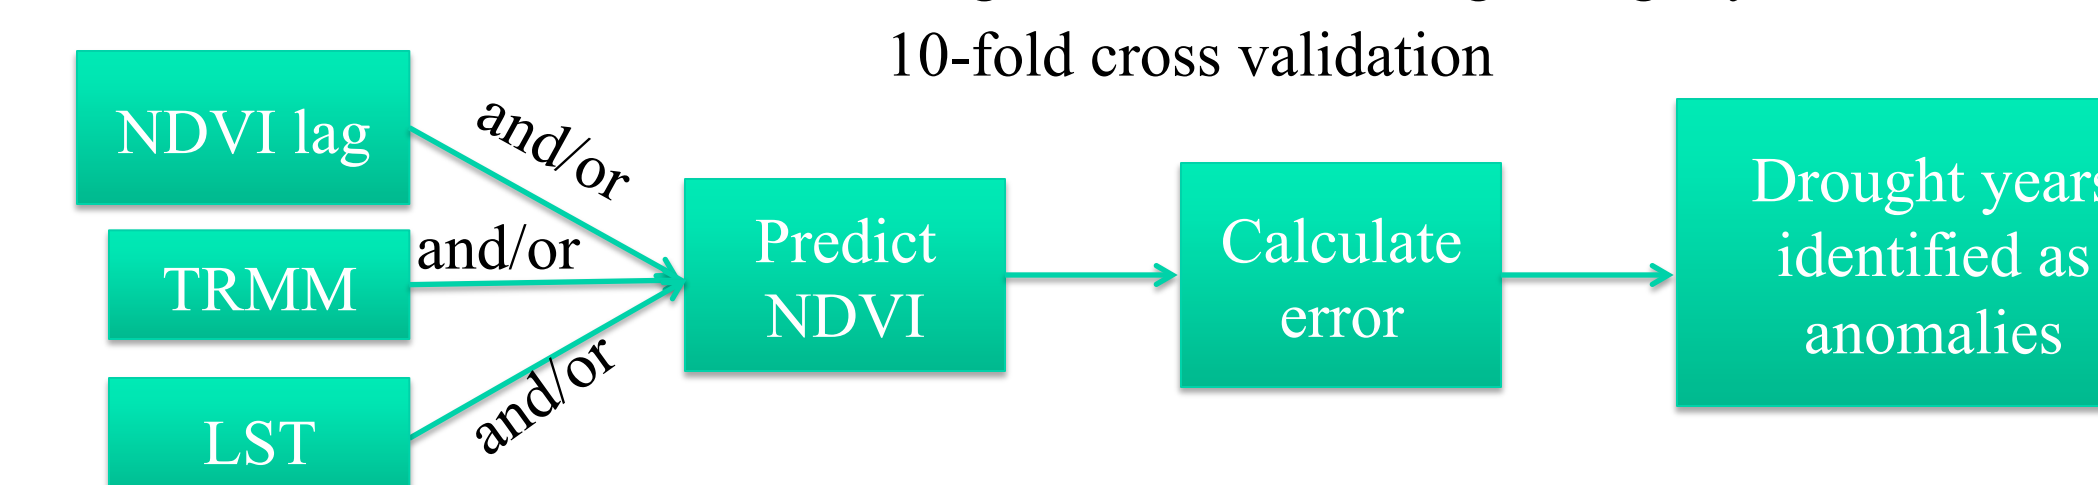 10-fold cross validation
NDVI lag
and/or
TRMM
and/or
LST
and/or
Predict
NDVI
Calculate
error
Drought years
identified as
anomalies